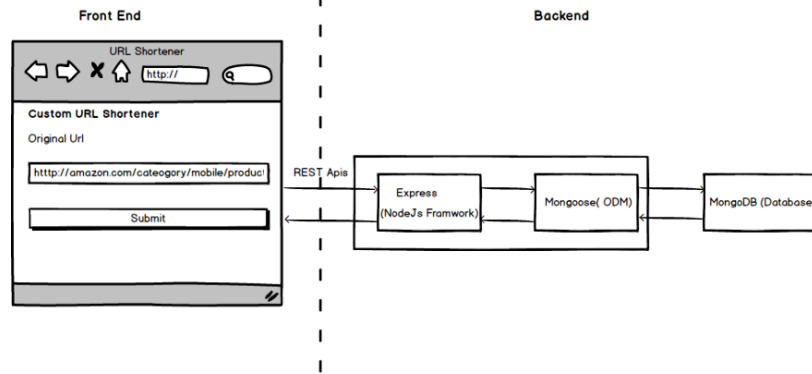 Front End
Backend
URL Shortener
http://
Custom URL Shortener
Original Url
htttp://amazon.com/cateogory/mobile/product
Submit
REST Apis
Express
(NodeJs Framwork)
Mongoose( ODM)
MongoDB (Database